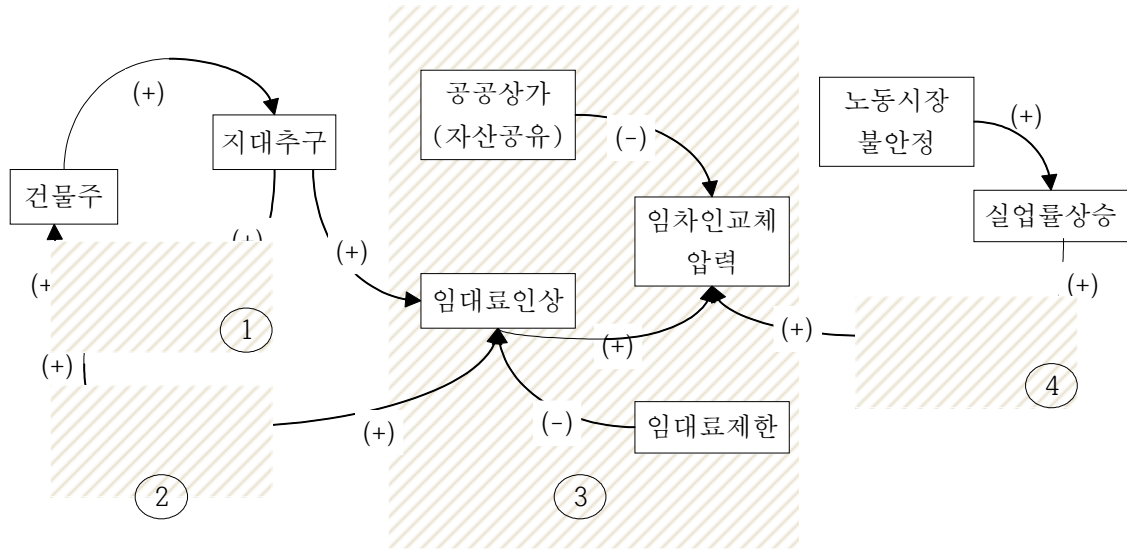 (+)
지대추구
건물주
(+)
(+)
(+)
①
(+)
②
(+)
공공상가
(자산공유)
(-)
임차인교체
압력
임대료인상
(+)
(-)
임대료제한
③
노동시장
불안정
(+)
실업률상승
(+)
(+)
④